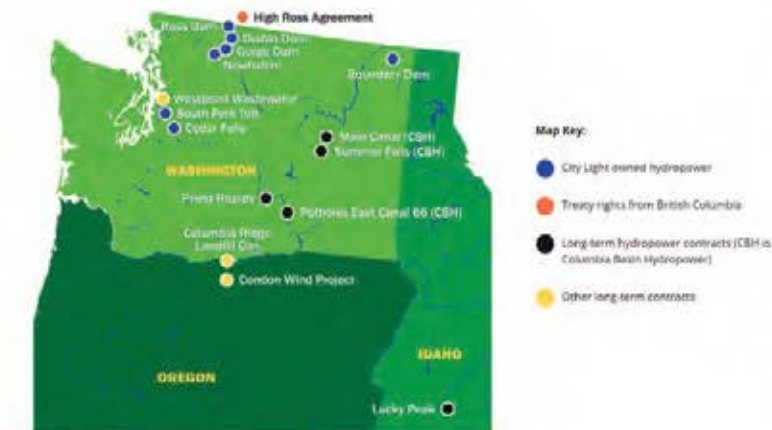 High Ross Agreement
Ross Dam
Diablo Dam
Gorge Dam
Newhalem
Boundary Dam
Westpoint Wastewater
South Fork Tolt
Cedar Falls
Main Canal (CBH)
Summer Falls (CBH)
WASHINGTON
Priest Rapids
Potholes East Canal 66 (CBH)
Columbia Ridge
Landfill Gas
Condon Wind Project
IDAHO
OREGON
Lucky Peak
Map Key:
City Light owned hydropower
Treaty rights from British Columbia
Long-term hydropower contracts (CBH is
Columbia Basin Hydropower)
Other long-term contracts